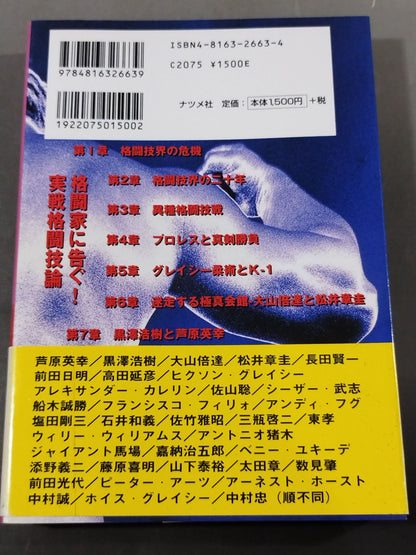 ISBN4-8163-2663-4
C2075 ¥1500E
9784816326639
1922075015002
ナツメ社 定価:本体1,500円+税
格闘家に告ぐ!
実戦格闘技論
第1章 格闘技界の危機
第2章 格闘技界の二十年
第3章 異種格闘技戦
第4章 プロレスと真剣勝負
第5章 グレイシー柔術とK-1
第6章 迷走する極真会館-大山倍達と松井章圭
第7章 黒澤浩樹と芦原英幸
芦原英幸/黒澤浩樹/大山倍達/松井章圭/長田賢一
前田日明/高田延彦/ヒクソン・グレイシー
アレキサンダー・カレリン/佐山聡/シーザー・武志
船木誠勝/フランシスコ・フィリォ/アンディ・フグ
塩田剛三/石井和義/佐竹雅昭/三瓶啓二/東孝
ウィリー・ウィリアムス/アントニオ猪木
ジャイアント馬場/嘉納治五郎/ベニー・ユキーデ
添野義二/藤原喜明/山下泰裕/太田章/数見肇
前田光代/ピーター・アーツ/アーネスト・ホースト
中村誠/ホイス・グレイシー/中村忠(順不同)